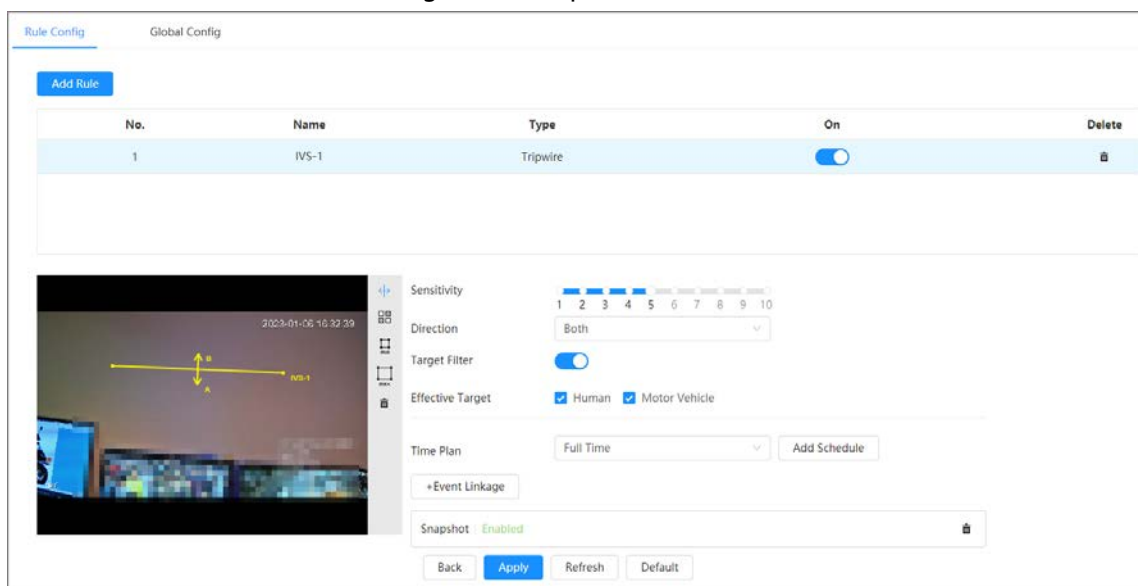 Rule Config Global Config
Add Rule
No. Name Type On Delete
1 IVS-1 Tripwire
2023-01-06 16:32:39
B
A
IVS-1
Sensitivity
1 2 3 4 5 6 7 8 9 10
Direction Both
Target Filter
Effective Target Human Motor Vehicle
Time Plan Full Time Add Schedule
+Event Linkage
Snapshot Enabled
Back Apply Refresh Default